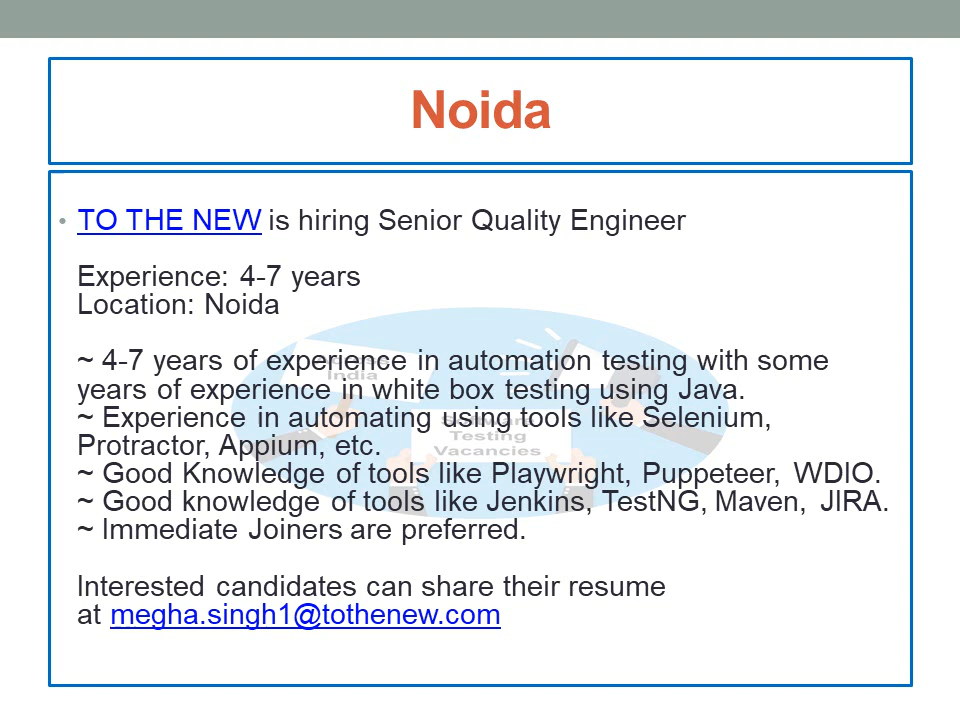 Noida
• TO THE NEW is hiring Senior Quality Engineer
Experience: 4-7 years
Location: Noida
~ 4-7 years of experience in automation testing with some
years of experience in white box testing using Java.
~ Experience in automating using tools like Selenium,
Protractor, Appium, etc.
~ Good Knowledge of tools like Playwright, Puppeteer, WDIO.
~ Good knowledge of tools like Jenkins, TestNG, Maven, JIRA.
~ Immediate Joiners are preferred.
Interested candidates can share their resume
at megha.singh1@tothenew.com
India
Software
Testing
Vacancies